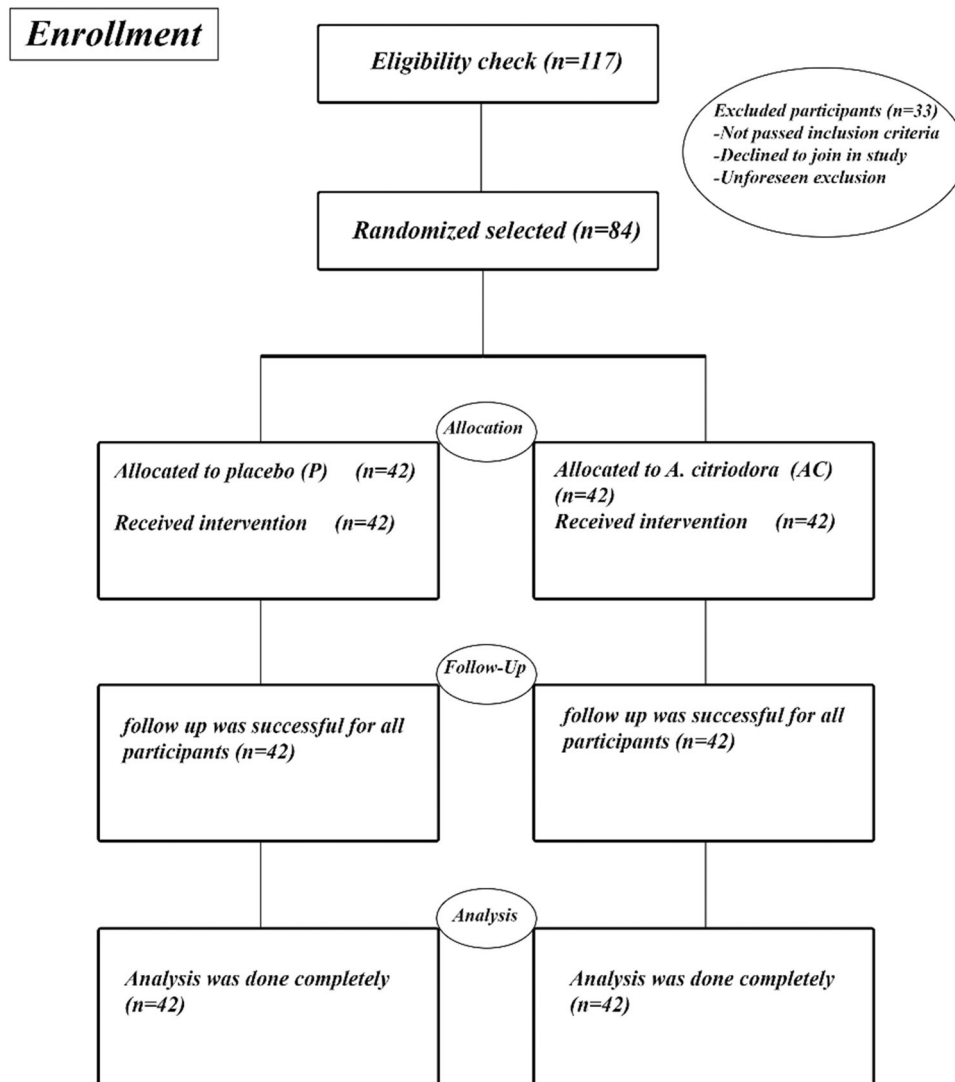 Enrollment
Eligibility check (n=117)
Excluded participants (n=33)
-Not passed inclusion criteria
-Declined to join in study
-Unforeseen exclusion
Randomized selected (n=84)
Allocation
Allocated to placebo (P) (n=42)
Received intervention (n=42)
Allocated to A. citriodora (AC)
(n=42)
Received intervention (n=42)
Follow-Up
follow up was successful for all
participants (n=42)
follow up was successful for all
participants (n=42)
Analysis
Analysis was done completely
(n=42)
Analysis was done completely
(n=42)